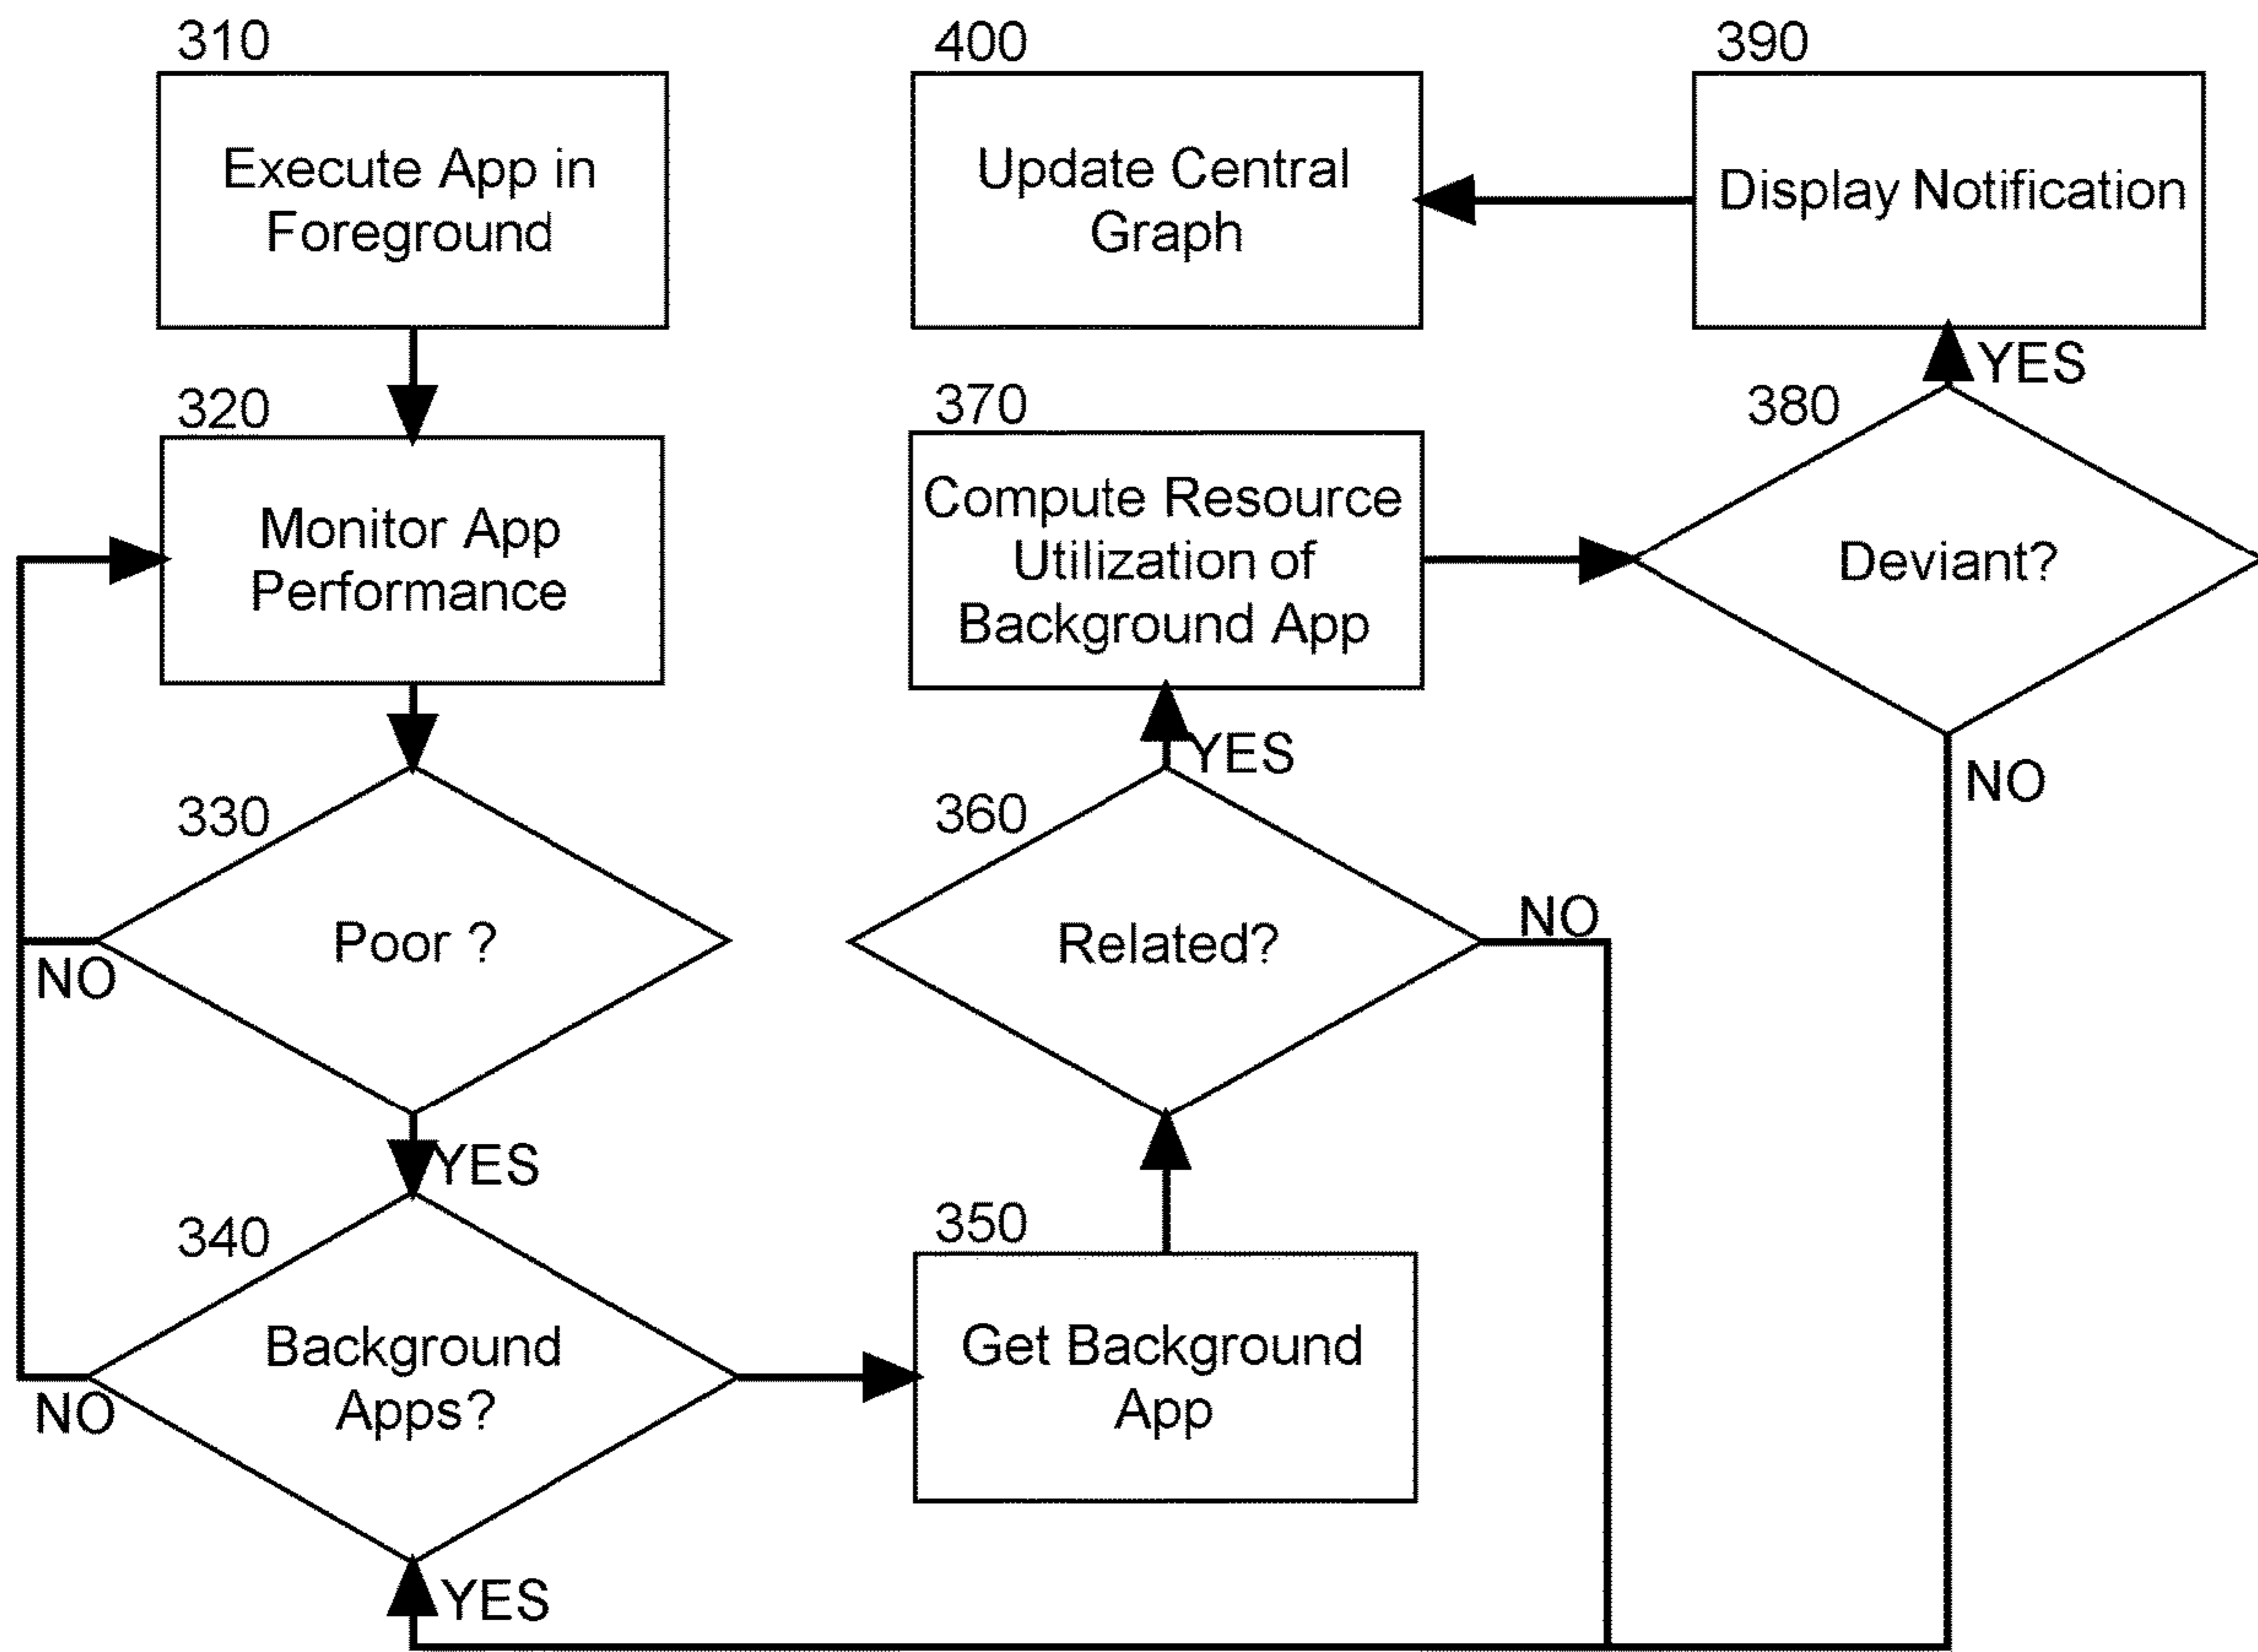 310
Execute App in
Foreground
320
Monitor App
Performance
330
Poor ?
NO
YES
340
Background
Apps?
NO
YES
350
Get Background
App
360
Related?
YES
NO
370
Compute Resource
Utilization of
Background App
380
Deviant?
YES
NO
390
Display Notification
400
Update Central
Graph